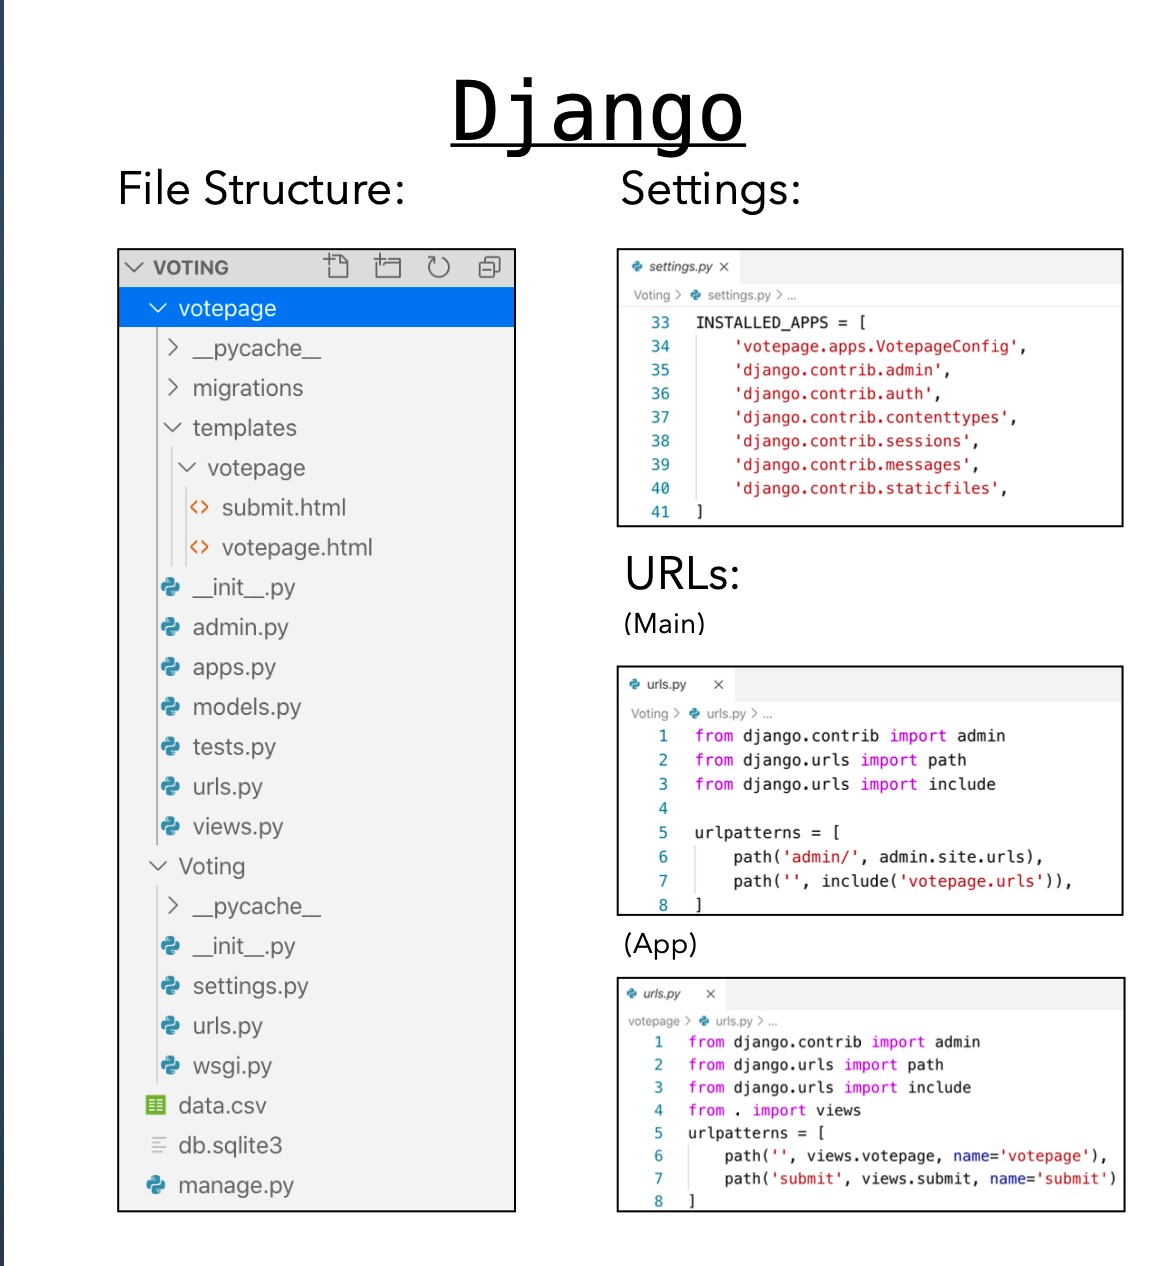 Django
File Structure:
VOTING
votepage
__pycache__
migrations
templates
votepage
submit.html
votepage.html
__init__.py
admin.py
apps.py
models.py
tests.py
urls.py
views.py
Voting
__pycache__
__init__.py
settings.py
urls.py
wsgi.py
data.csv
db.sqlite3
manage.py
Settings:
settings.py ×
Voting > settings.py > ...
33 INSTALLED_APPS = [
34 'votepage.apps.VotepageConfig',
35 'django.contrib.admin',
36 'django.contrib.auth',
37 'django.contrib.contenttypes',
38 'django.contrib.sessions',
39 'django.contrib.messages',
40 'django.contrib.staticfiles',
41 ]
URLs:
(Main)
urls.py ×
Voting > urls.py > ...
1 from django.contrib import admin
2 from django.urls import path
3 from django.urls import include
4
5 urlpatterns = [
6 path('admin/', admin.site.urls),
7 path('', include('votepage.urls')),
8 ]
(App)
urls.py ×
votepage > urls.py > ...
1 from django.contrib import admin
2 from django.urls import path
3 from django.urls import include
4 from . import views
5 urlpatterns = [
6 path('', views.votepage, name='votepage'),
7 path('submit', views.submit, name='submit')
8 ]